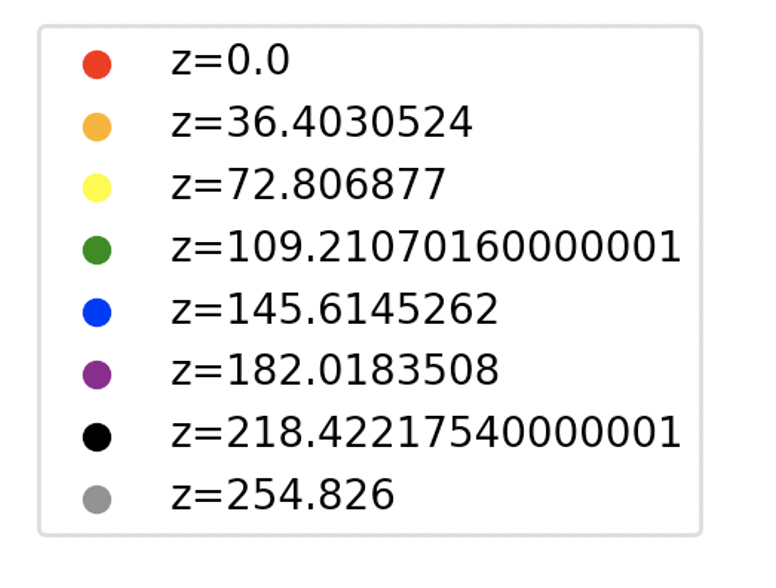 z=0.0
z=36.4030524
z=72.806877
z=109.21070160000001
z=145.6145262
z=182.0183508
z=218.42217540000001
z=254.826